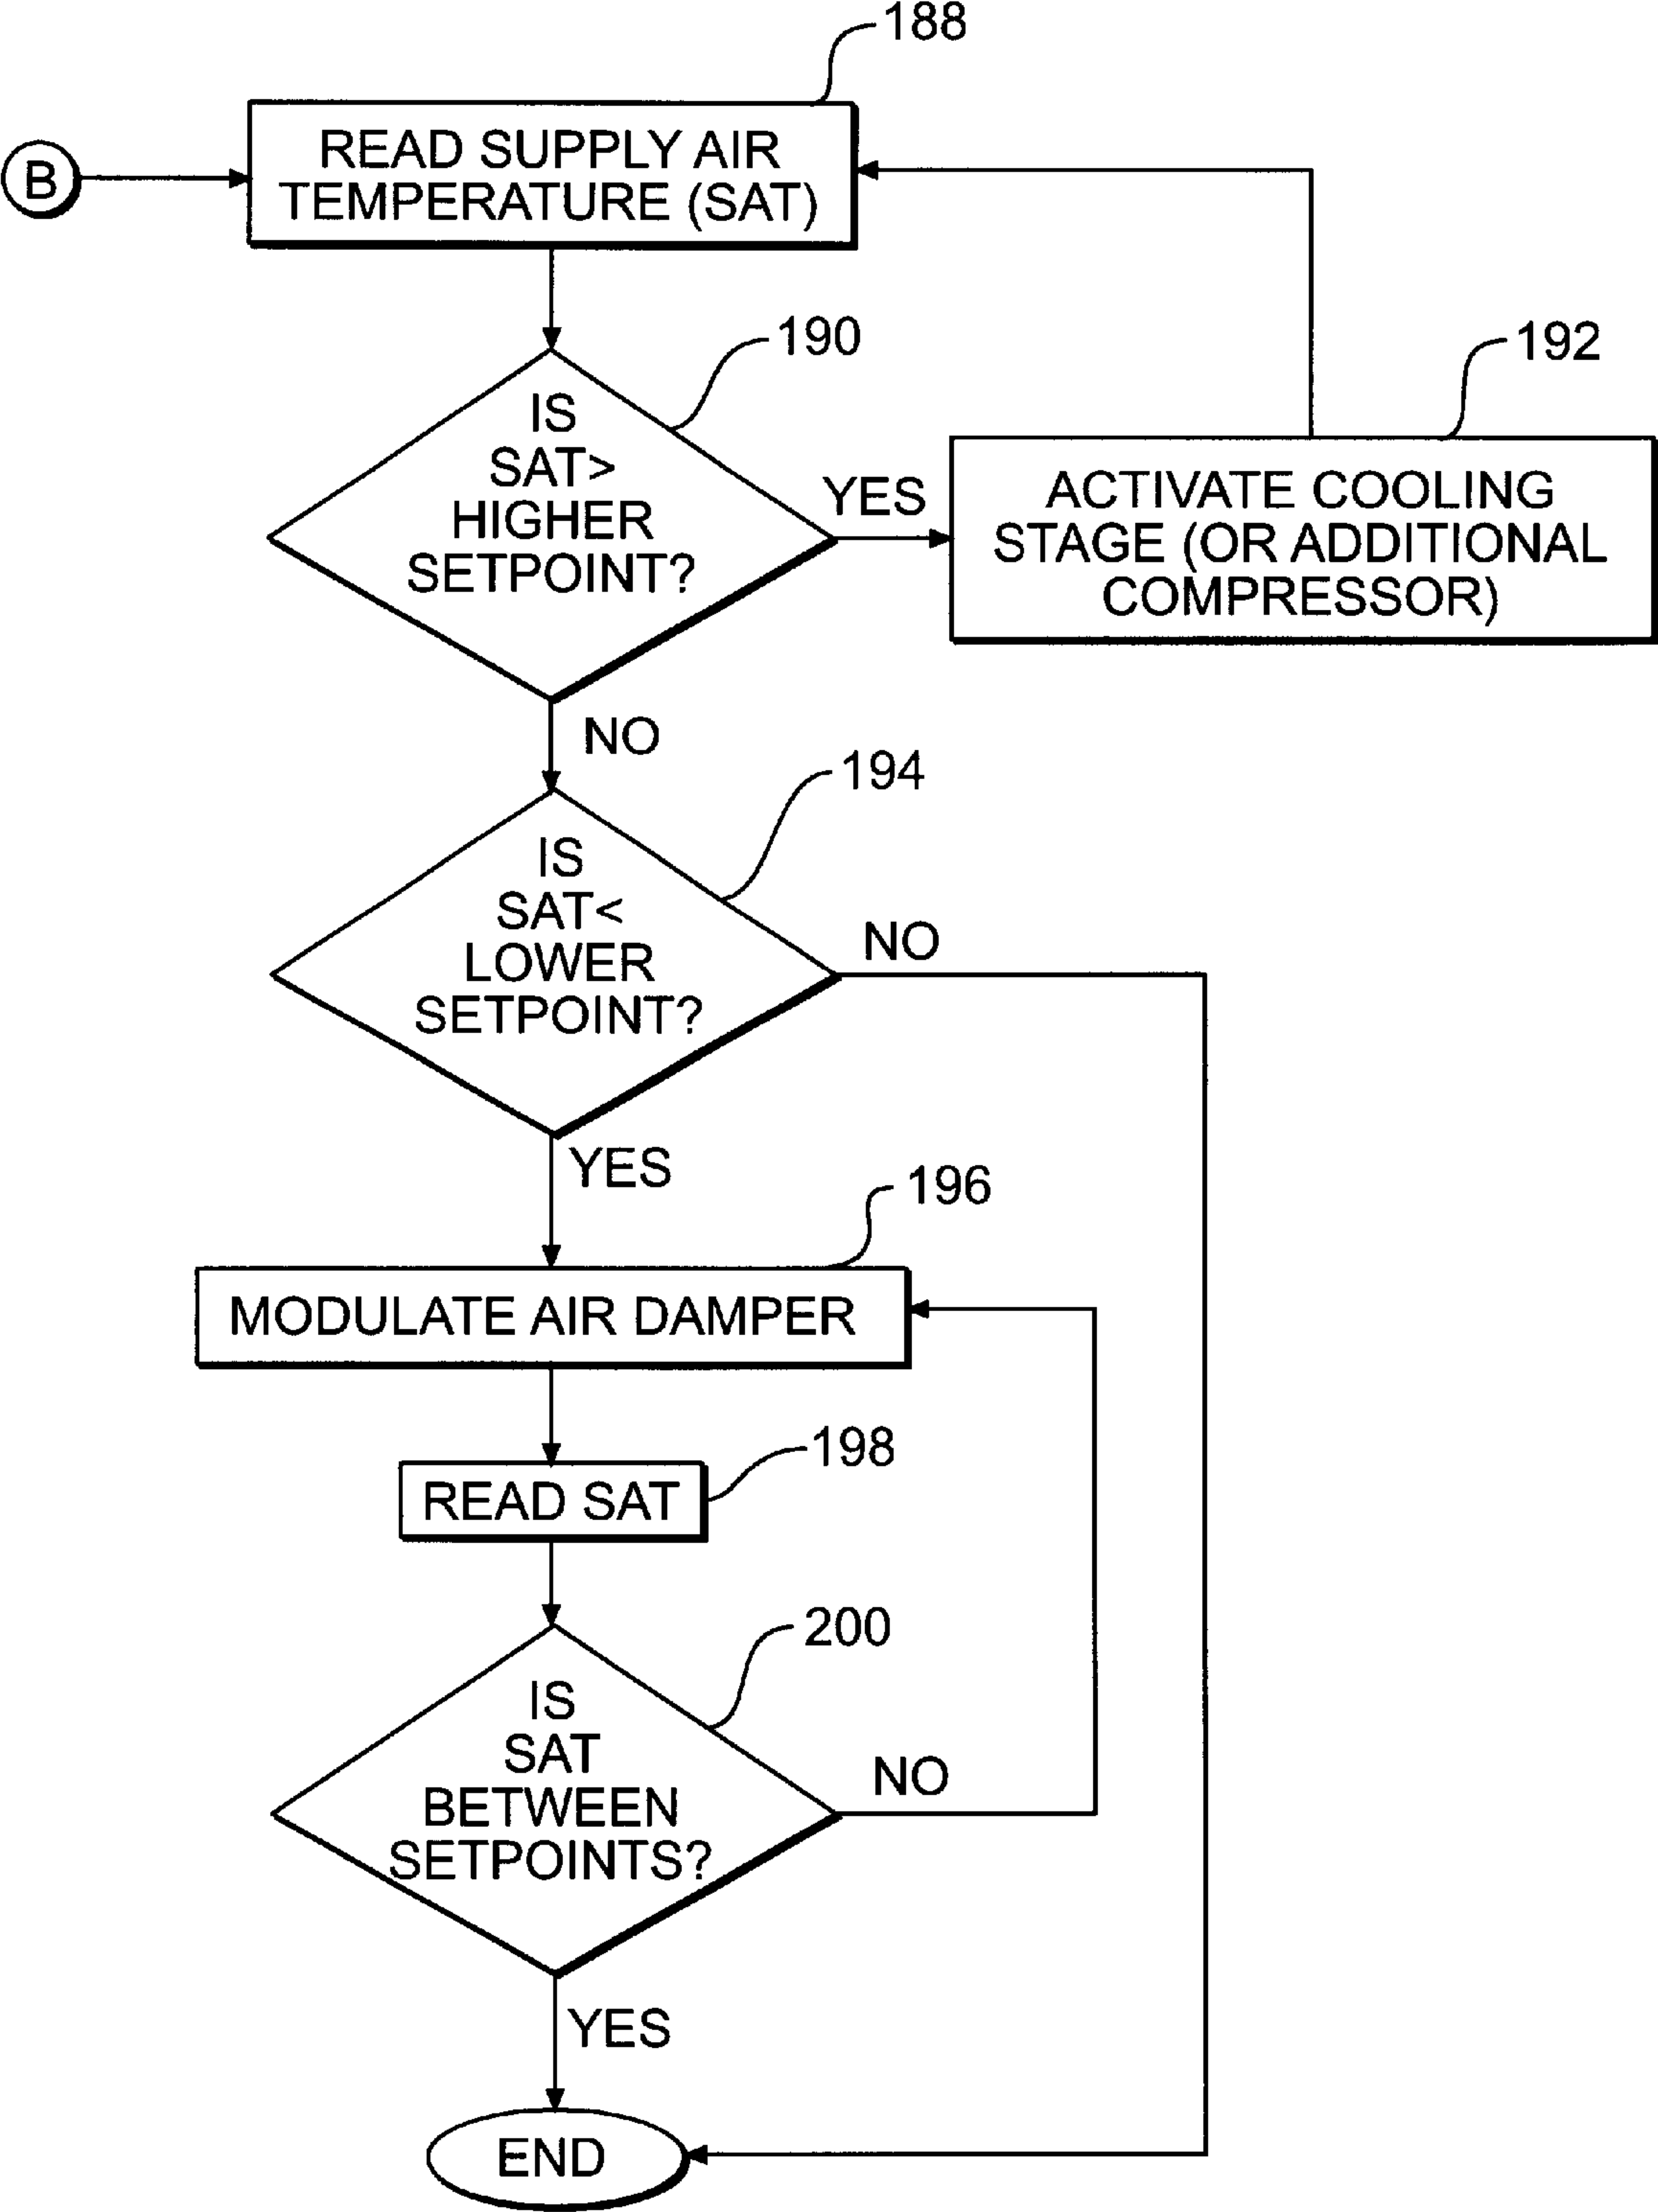 188
B
READ SUPPLY AIR
TEMPERATURE (SAT)
190
IS
SAT>
HIGHER
SETPOINT?
YES
192
ACTIVATE COOLING
STAGE (OR ADDITIONAL
COMPRESSOR)
NO
194
IS
SAT<
LOWER
SETPOINT?
NO
YES
196
MODULATE AIR DAMPER
198
READ SAT
200
IS
SAT
BETWEEN
SETPOINTS?
NO
YES
END